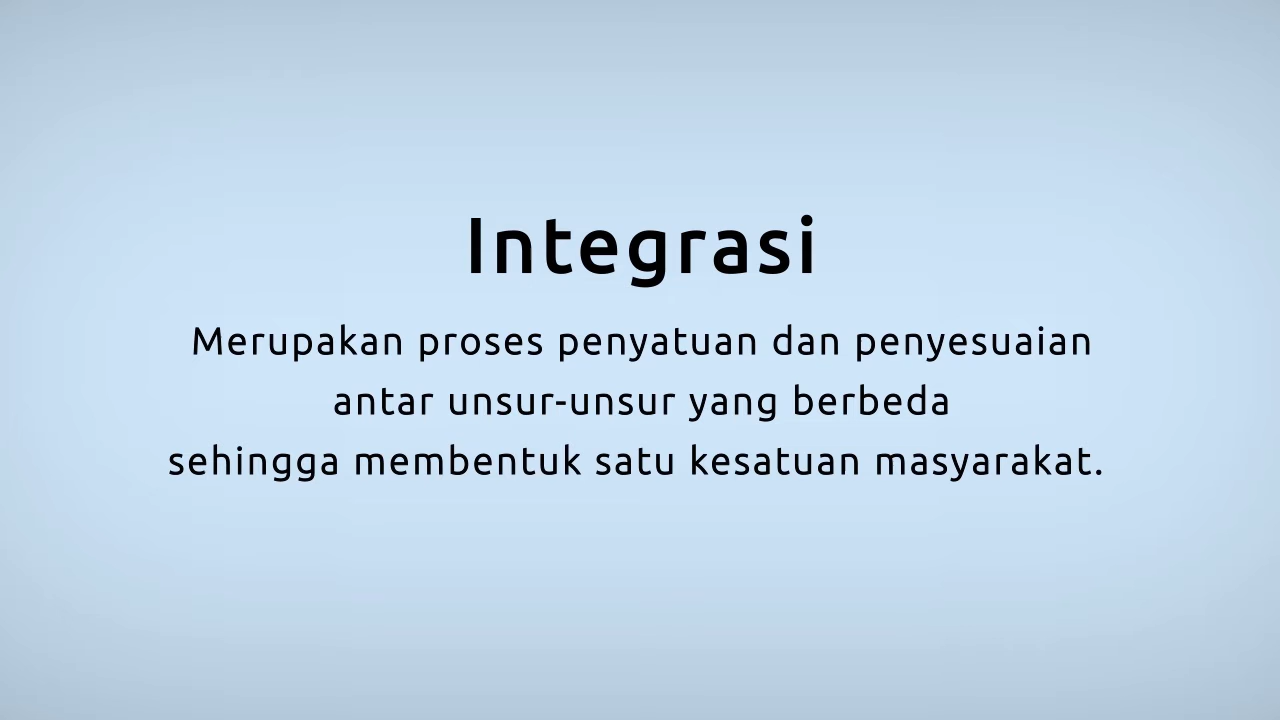 Integrasi
Merupakan proses penyatuan dan penyesuaian
antar unsur-unsur yang berbeda
sehingga membentuk satu kesatuan masyarakat.